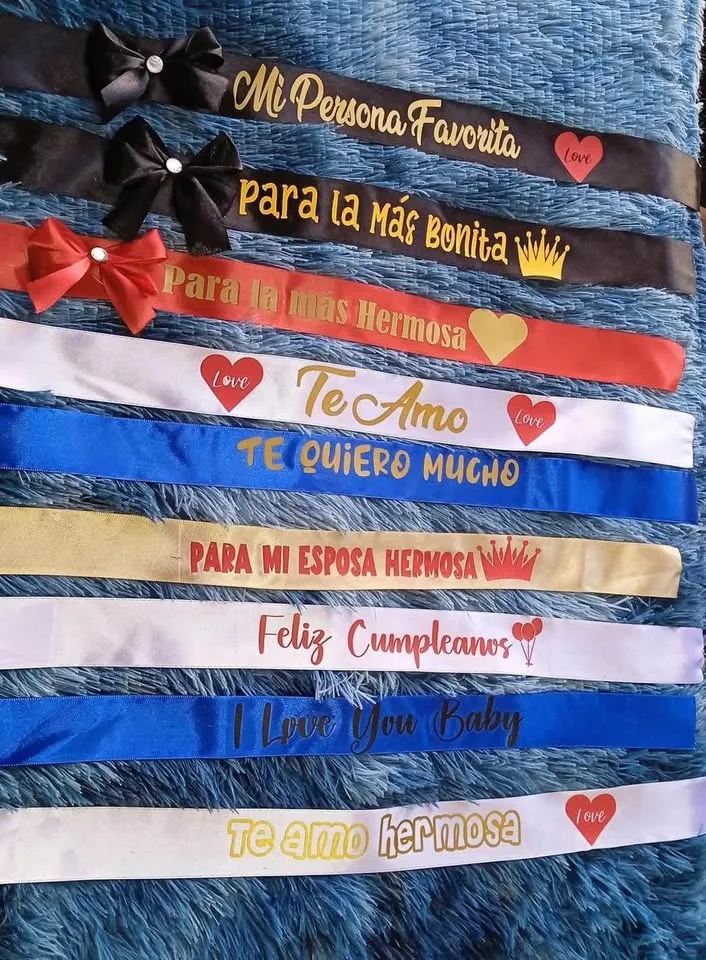 Mi Persona Favorita
Love
Para la Más Bonita
Para la más Hermosa
Love
Te Amo
Love
TE QUIERO MUCHO
PARA MI ESPOSA HERMOSA
Feliz Cumpleanos
I Love You Baby
Te amo hermosa
Love